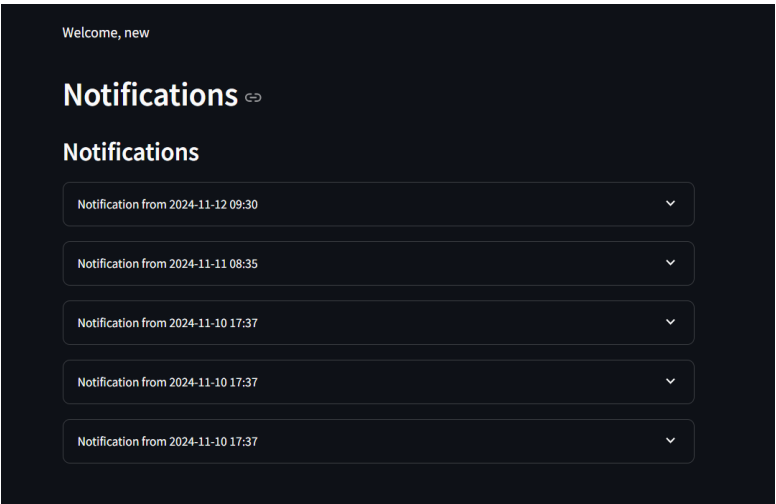 Welcome, new
Notifications
Notifications
Notification from 2024-11-12 09:30
Notification from 2024-11-11 08:35
Notification from 2024-11-10 17:37
Notification from 2024-11-10 17:37
Notification from 2024-11-10 17:37